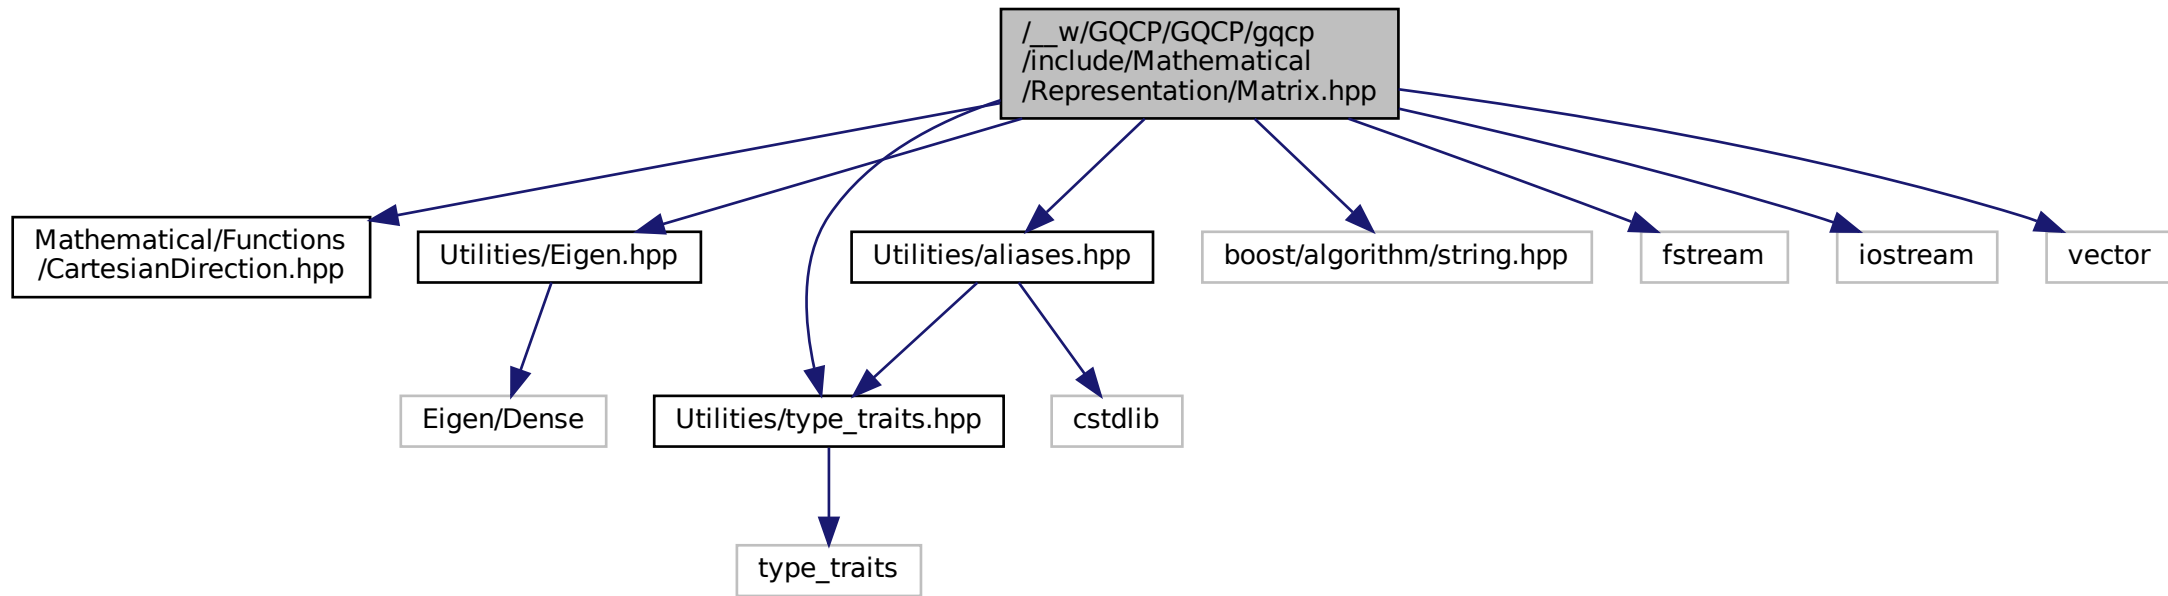 /__w/GQCP/GQCP/gqcp
/include/Mathematical
/Representation/Matrix.hpp
Mathematical/Functions
/CartesianDirection.hpp
Utilities/Eigen.hpp
Utilities/aliases.hpp
boost/algorithm/string.hpp
fstream
iostream
vector
Eigen/Dense
Utilities/type_traits.hpp
cstdlib
type_traits